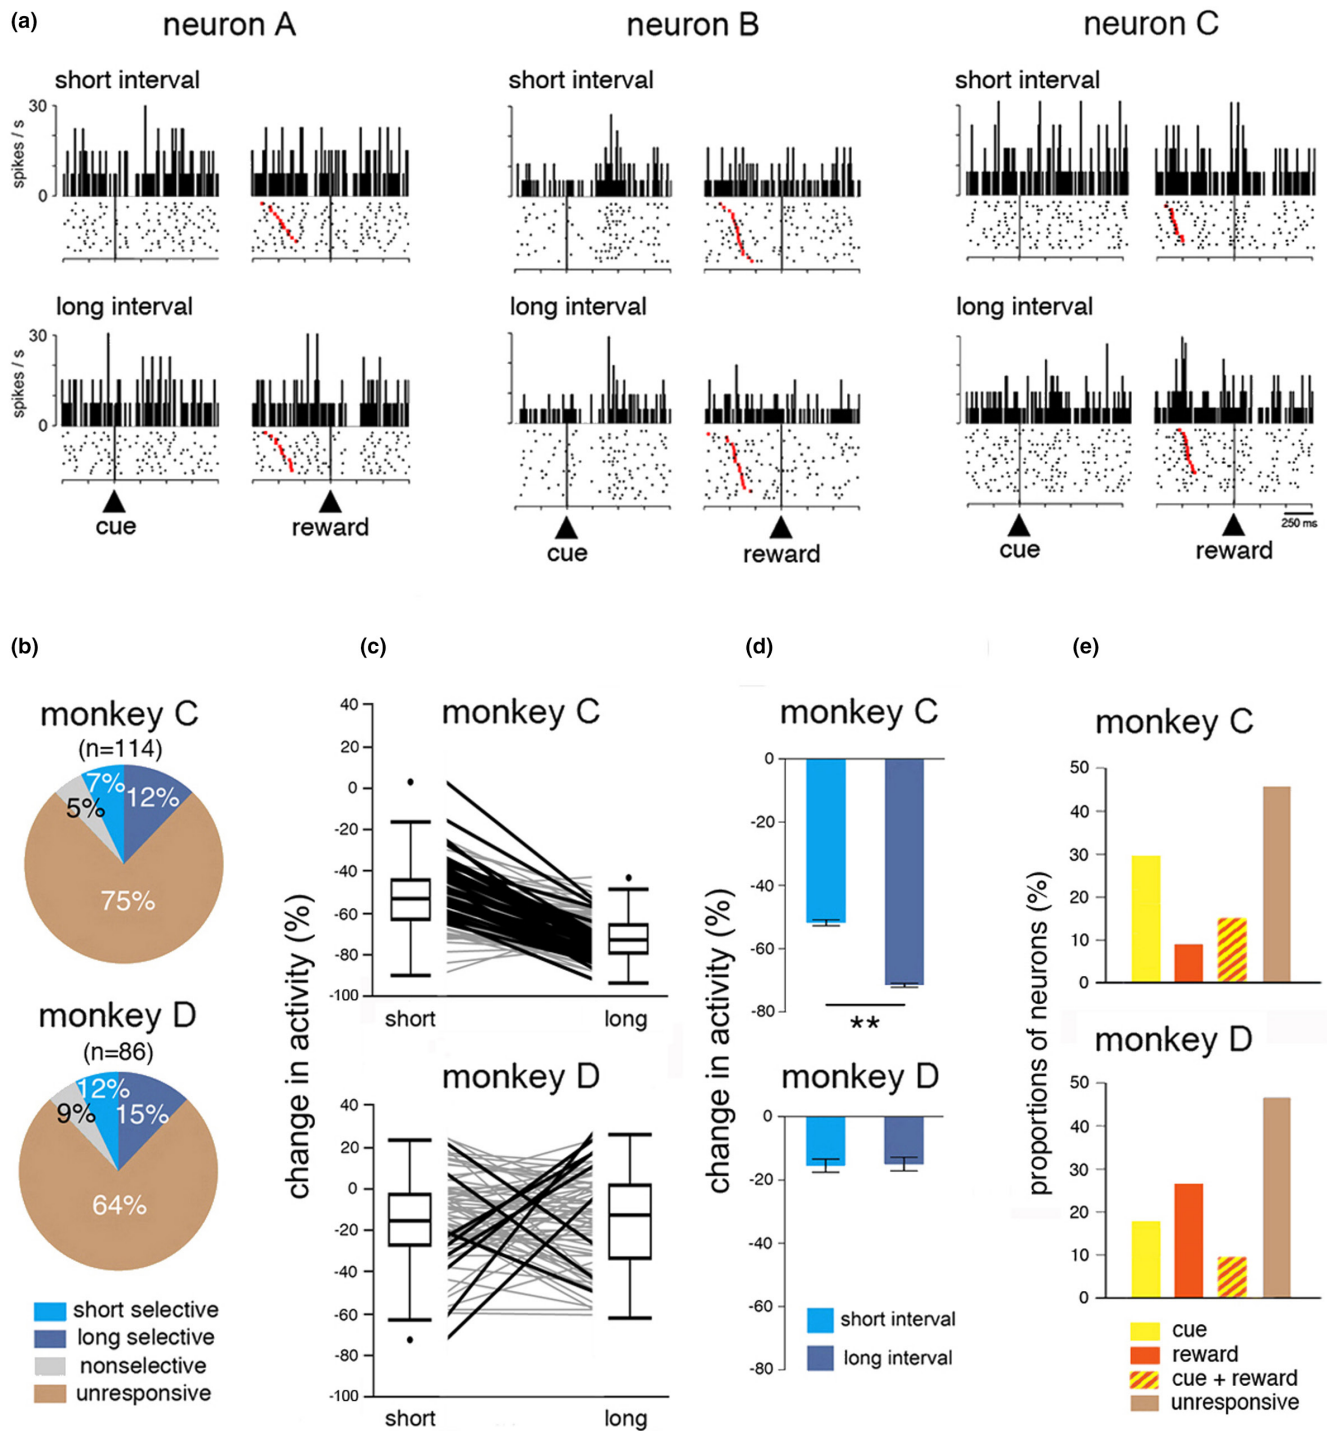 (a)
neuron A
neuron B
neuron C
short interval
short interval
short interval
30
spikes / s
0
long interval
long interval
long interval
30
spikes / s
0
cue
reward
cue
reward
cue
reward
250 ms
(b)
(c)
(d)
(e)
monkey C
(n=114)
7%
12%
5%
75%
monkey D
(n=86)
12%
15%
9%
64%
short selective
long selective
nonselective
unresponsive
change in activity (%)
monkey C
40
20
0
-20
-40
-60
-80
-100
short
long
monkey D
40
20
0
-20
-40
-60
-80
-100
short
long
change in activity (%)
monkey C
0
-20
-40
-60
-80
**
monkey D
0
-20
-40
-60
-80
short interval
long interval
proportions of neurons (%)
monkey C
50
40
30
20
10
0
monkey D
50
40
30
20
10
0
cue
reward
cue + reward
unresponsive